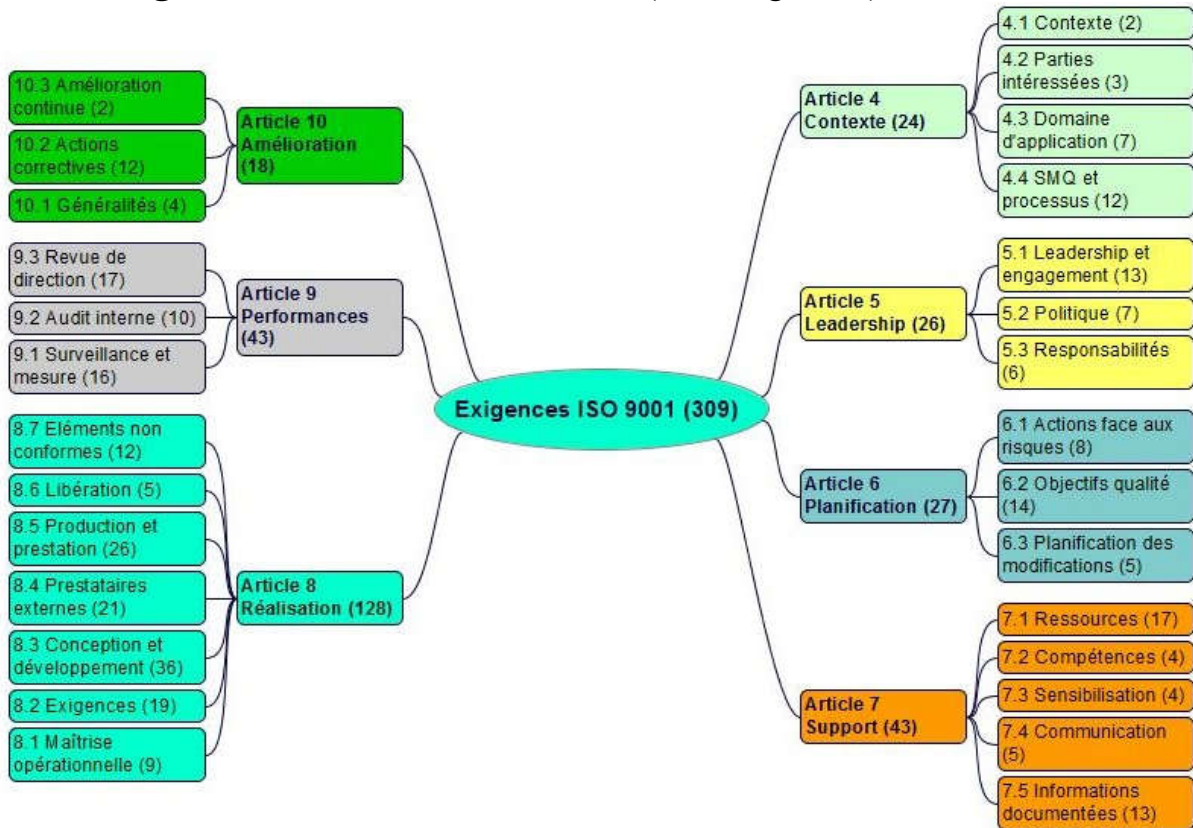 Exigences ISO 9001 (309)
Article 4
Contexte (24)
4.1 Contexte (2)
4.2 Parties
intéressées (3)
4.3 Domaine
d'application (7)
4.4 SMQ et
processus (12)
Article 5
Leadership (26)
5.1 Leadership et
engagement (13)
5.2 Politique (7)
5.3 Responsabilités
(6)
Article 6
Planification (27)
6.1 Actions face aux
risques (8)
6.2 Objectifs qualité
(14)
6.3 Planification des
modifications (5)
Article 7
Support (43)
7.1 Ressources (17)
7.2 Compétences (4)
7.3 Sensibilisation (4)
7.4 Communication
(5)
7.5 Informations
documentées (13)
Article 10
Amélioration
(18)
10.3 Amélioration
continue (2)
10.2 Actions
correctives (12)
10.1 Généralités (4)
Article 9
Performances
(43)
9.3 Revue de
direction (17)
9.2 Audit interne (10)
9.1 Surveillance et
mesure (16)
Article 8
Réalisation (128)
8.7 Eléments non
conformes (12)
8.6 Libération (5)
8.5 Production et
prestation (26)
8.4 Prestataires
externes (21)
8.3 Conception et
développement (36)
8.2 Exigences (19)
8.1 Maîtrise
opérationnelle (9)